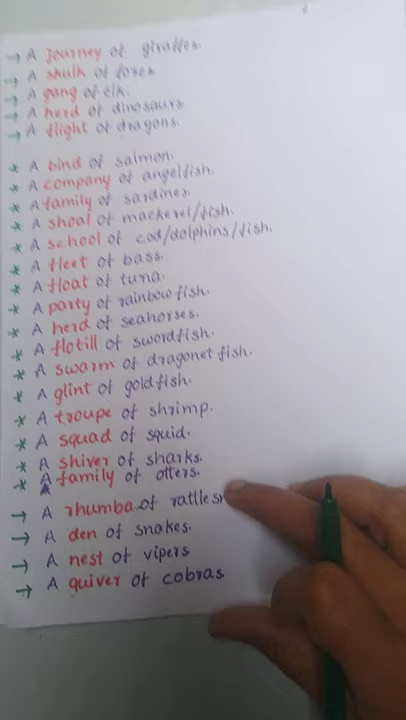 → A journey of giraffes.
→ A skulk of foxes.
→ A gang of elk.
→ A herd of dinosaurs
→ A flight of dragons.
* A bind of salmon.
* A company of angelfish.
* A family of sardines
* A shoal of mackerel/fish.
* A school of cod/dolphins/fish.
* A fleet of bass.
* A float of tuna.
* A party of rainbow fish.
* A herd of seahorses.
* A flotill of swordfish.
* A swarm of dragonet fish.
* A glint of goldfish.
* A troupe of shrimp.
* A squad of squid.
* A shiver of sharks.
* A family of otters.
→ A rhumba of
→ A den of snakes.
→ A nest of vipers
→ A quiver of cobras.